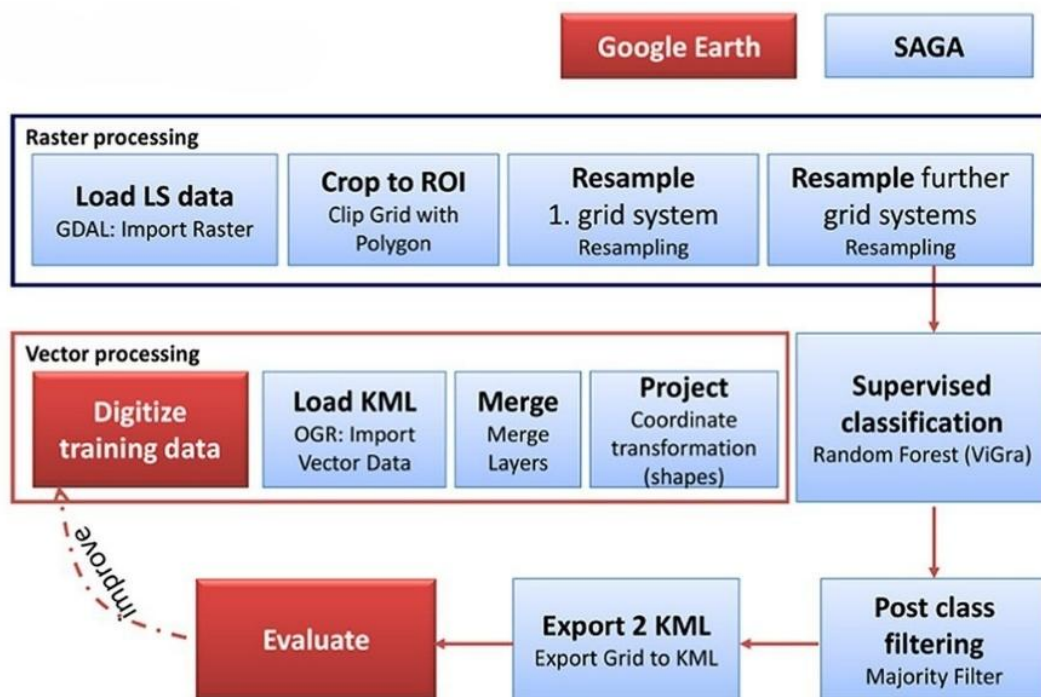 Google Earth
SAGA
Raster processing
Load LS data
GDAL: Import Raster
Crop to ROI
Clip Grid with
Polygon
Resample
1. grid system
Resampling
Resample further
grid systems
Resampling
Vector processing
Digitize
training data
Load KML
OGR: Import
Vector Data
Merge
Merge
Layers
Project
Coordinate
transformation
(shapes)
Supervised
classification
Random Forest (ViGra)
improve
Evaluate
Export 2 KML
Export Grid to KML
Post class
filtering
Majority Filter